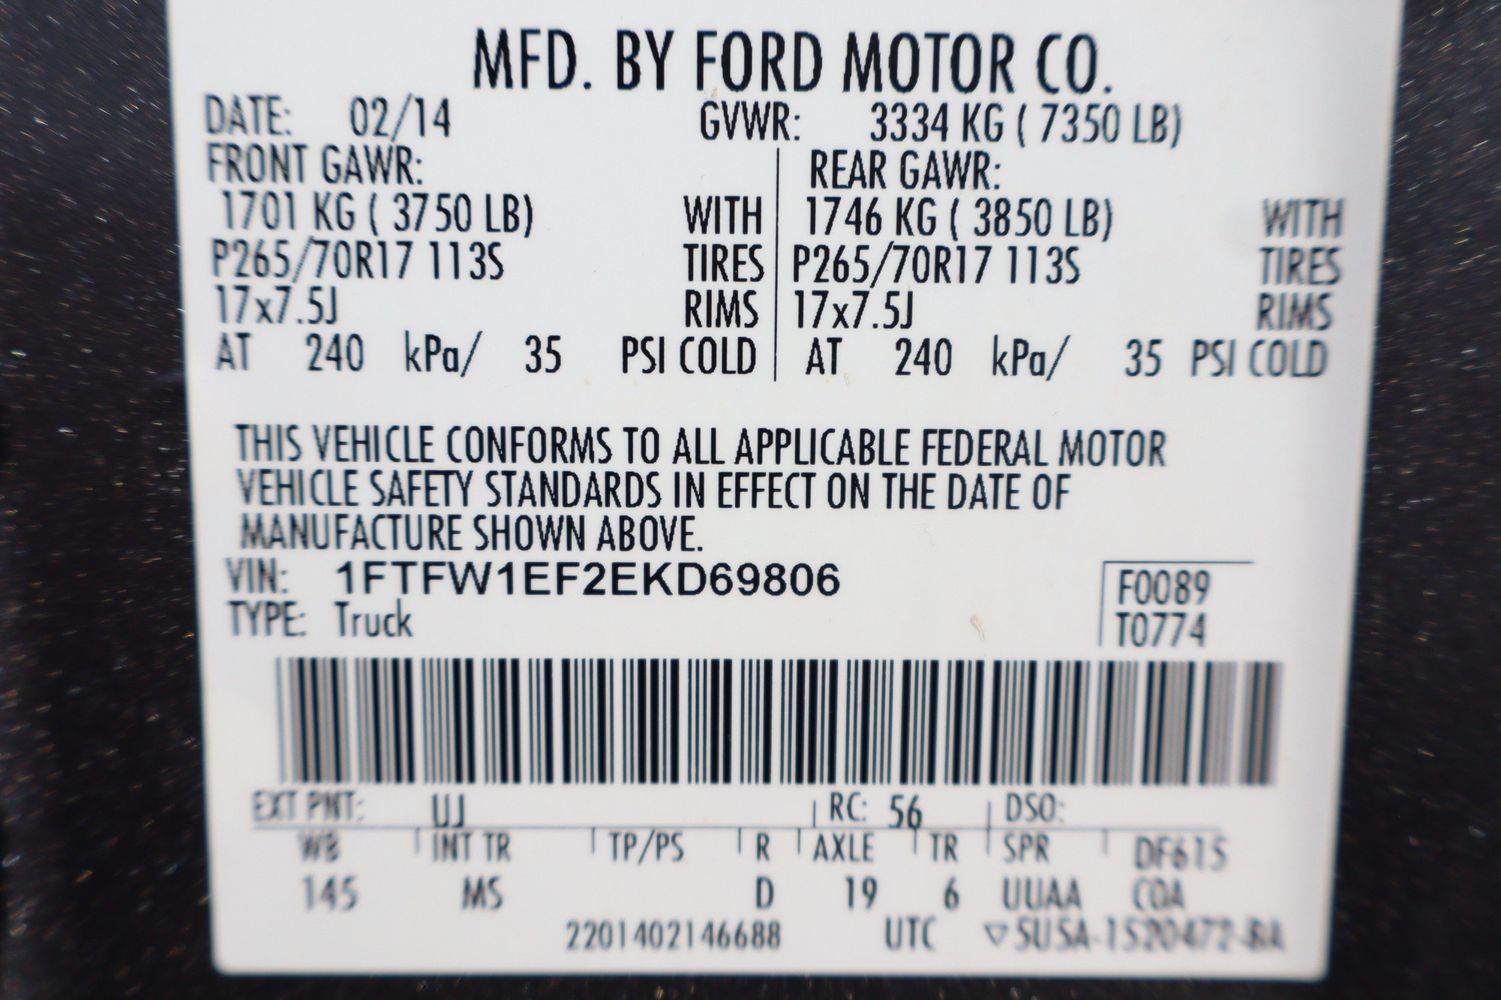 MFD. BY FORD MOTOR CO.
DATE: 02/14 GVWR: 3334 KG ( 7350 LB)
FRONT GAWR: REAR GAWR:
1701 KG ( 3750 LB) WITH 1746 KG ( 3850 LB) WITH
P265/70R17 113S TIRES P265/70R17 113S TIRES
17x7.5J RIMS 17x7.5J RIMS
AT 240 kPa/ 35 PSI COLD AT 240 kPa/ 35 PSI COLD
THIS VEHICLE CONFORMS TO ALL APPLICABLE FEDERAL MOTOR
VEHICLE SAFETY STANDARDS IN EFFECT ON THE DATE OF
MANUFACTURE SHOWN ABOVE.
VIN: 1FTFW1EF2EKD69806 F0089
TYPE: Truck T0774
EXT PNT: UJ RC: 56 DSO:
WB INT TR TP/PS R AXLE TR SPR DF615
145 MS D 19 6 UUAA COA
2201402146688 UTC ▽ 5U5A-1520472-BA